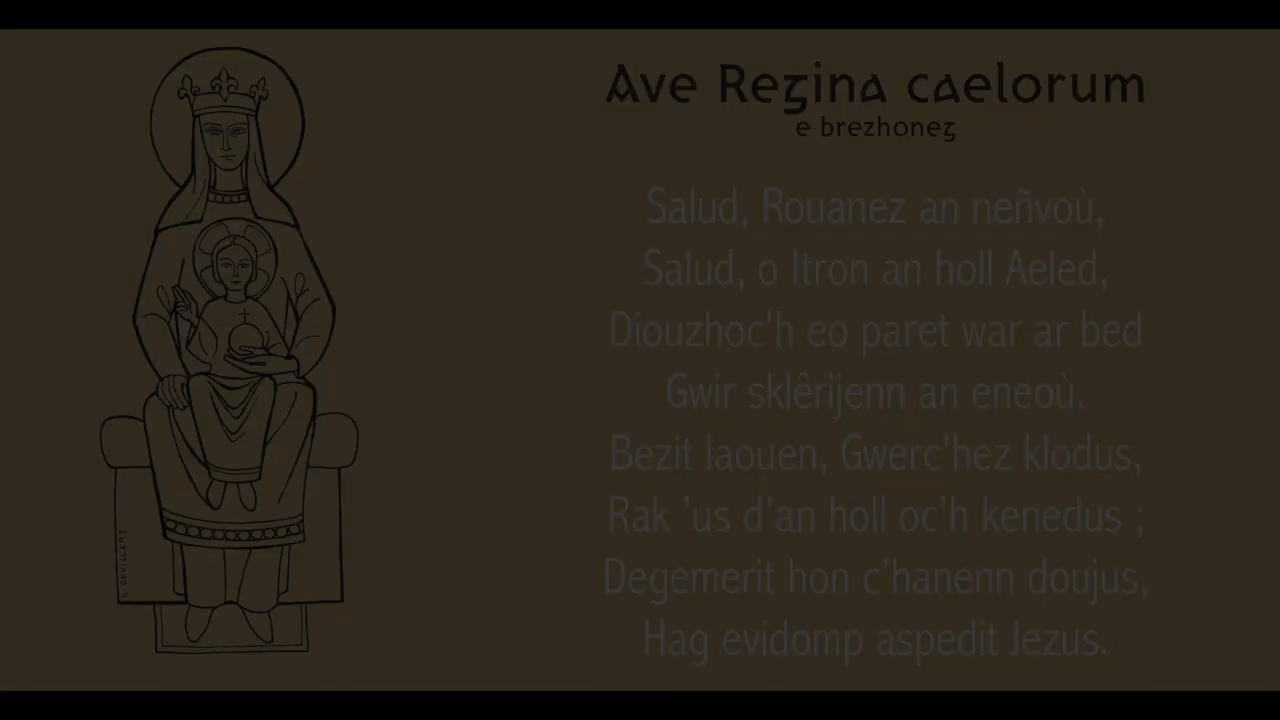 Ave Regina caelorum
e brezhoneg
Salud, Rouanez an neñvoù,
Salud, o Itron an holl Aeled,
Diouzhoc'h eo paret war ar bed
Gwir sklêrijenn an eneoù.
Bezit laouen, Gwerc'hez klodus,
Rak 'us d'an holl oc'h kenedus ;
Degemerit hon c'hanenn doujus,
Hag evidomp aspedit Jezus.